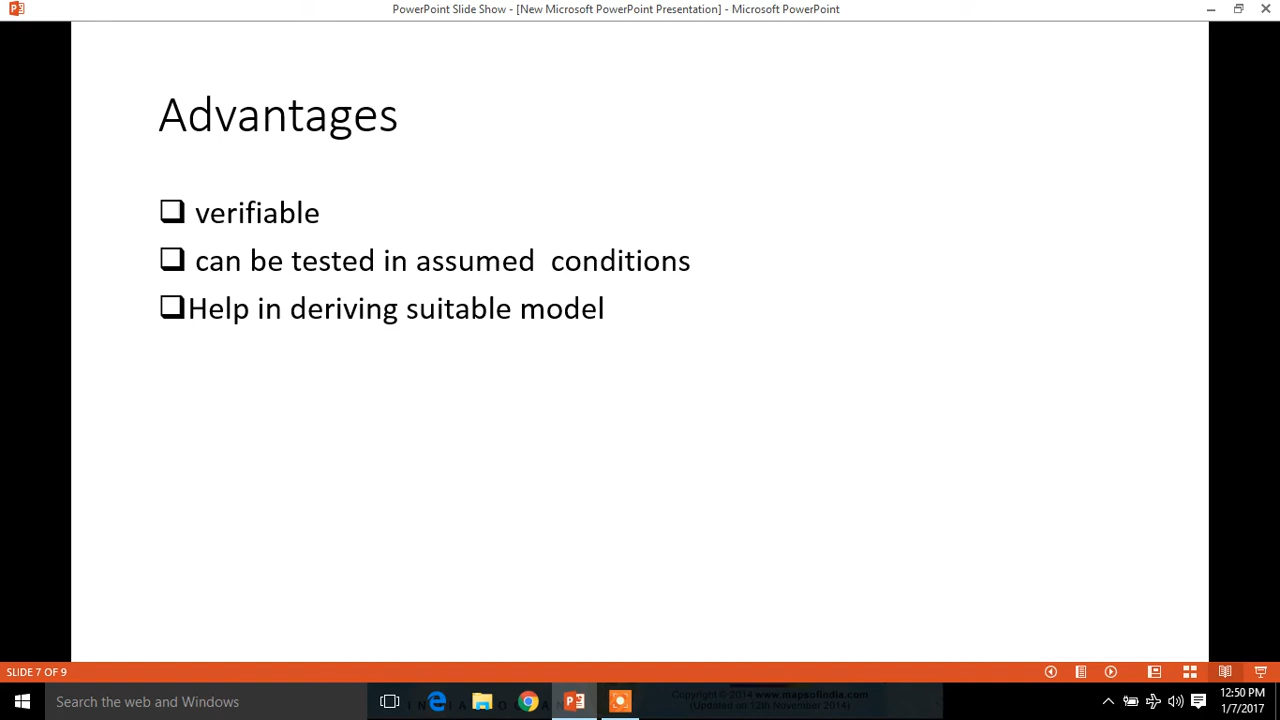 PowerPoint Slide Show - [New Microsoft PowerPoint Presentation] - Microsoft PowerPoint
Advantages
verifiable
can be tested in assumed  conditions
Help in deriving suitable model
SLIDE 7 OF 9
Search the web and Windows
I N D I A N O C
Copyright © 2014 www.mapsofindia.com
(Updated on 12th November 2014)
12:50 PM
1/7/2017